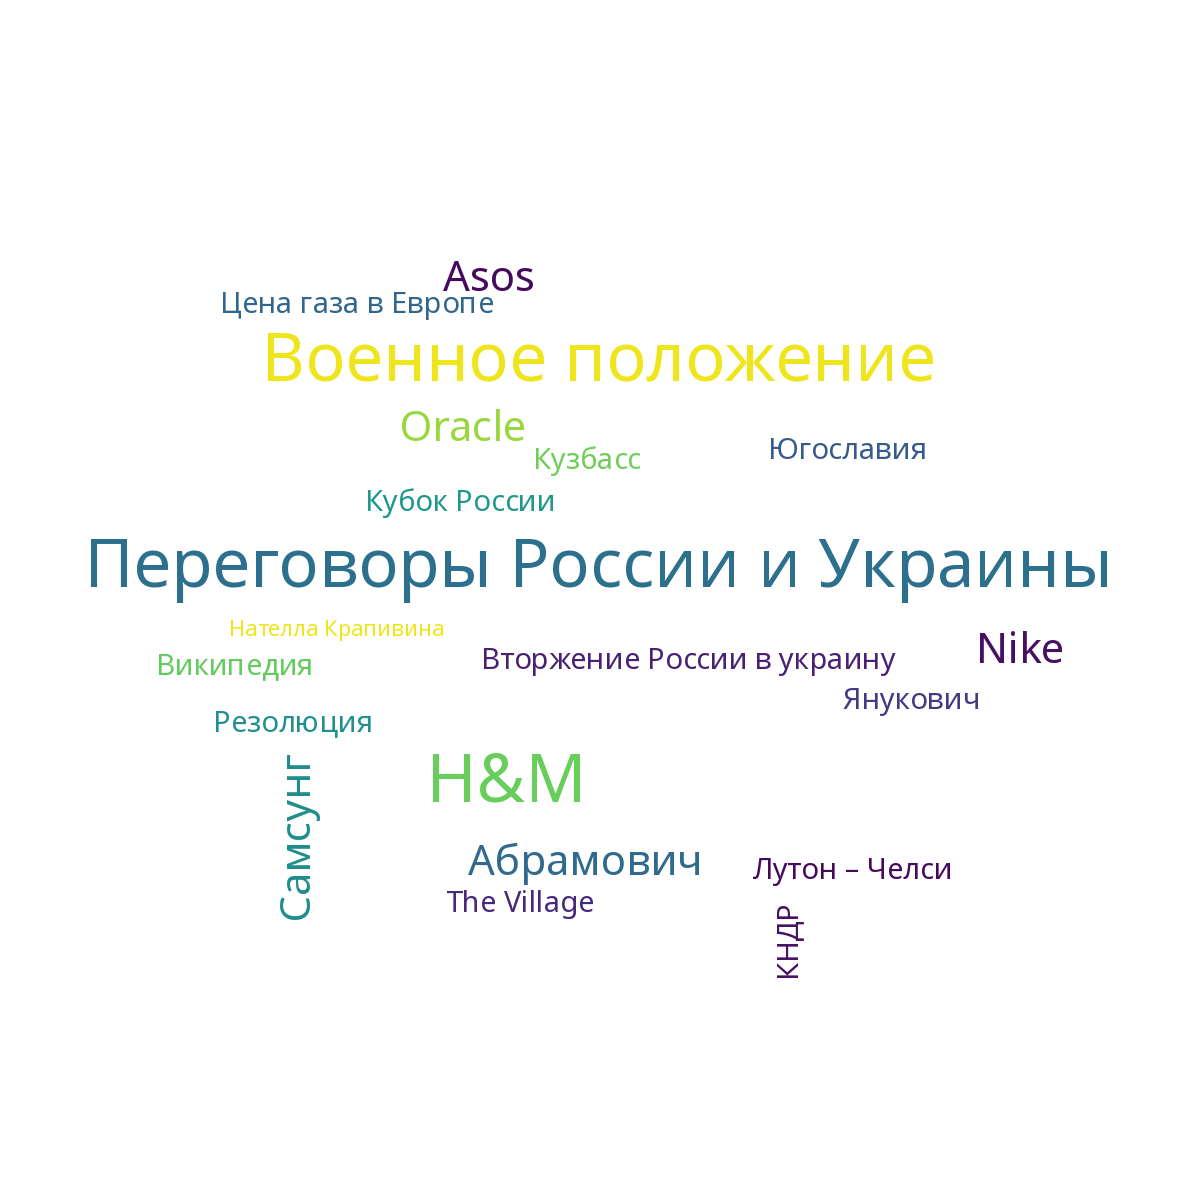 Asos
Цена газа в Европе
Военное положение
Oracle
Югославия
Кузбасс
Кубок России
Переговоры России и Украины
Нателла Крапивина
Nike
Вторжение России в украину
Википедия
Янукович
Резолюция
H&M
Самсунг
Абрамович
Лутон – Челси
The Village
КНДР